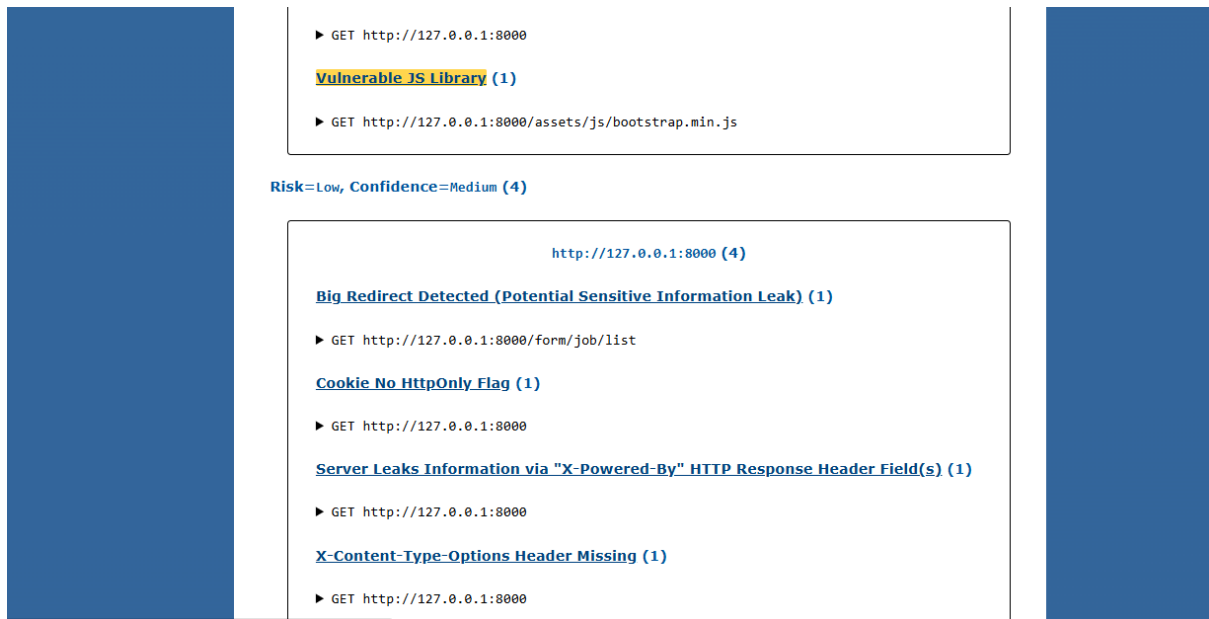 ▶ GET http://127.0.0.1:8000
Vulnerable JS Library (1)
▶ GET http://127.0.0.1:8000/assets/js/bootstrap.min.js
Risk=Low, Confidence=Medium (4)
http://127.0.0.1:8000 (4)
Big Redirect Detected (Potential Sensitive Information Leak) (1)
▶ GET http://127.0.0.1:8000/form/job/list
Cookie No HttpOnly Flag (1)
▶ GET http://127.0.0.1:8000
Server Leaks Information via "X-Powered-By" HTTP Response Header Field(s) (1)
▶ GET http://127.0.0.1:8000
X-Content-Type-Options Header Missing (1)
▶ GET http://127.0.0.1:8000